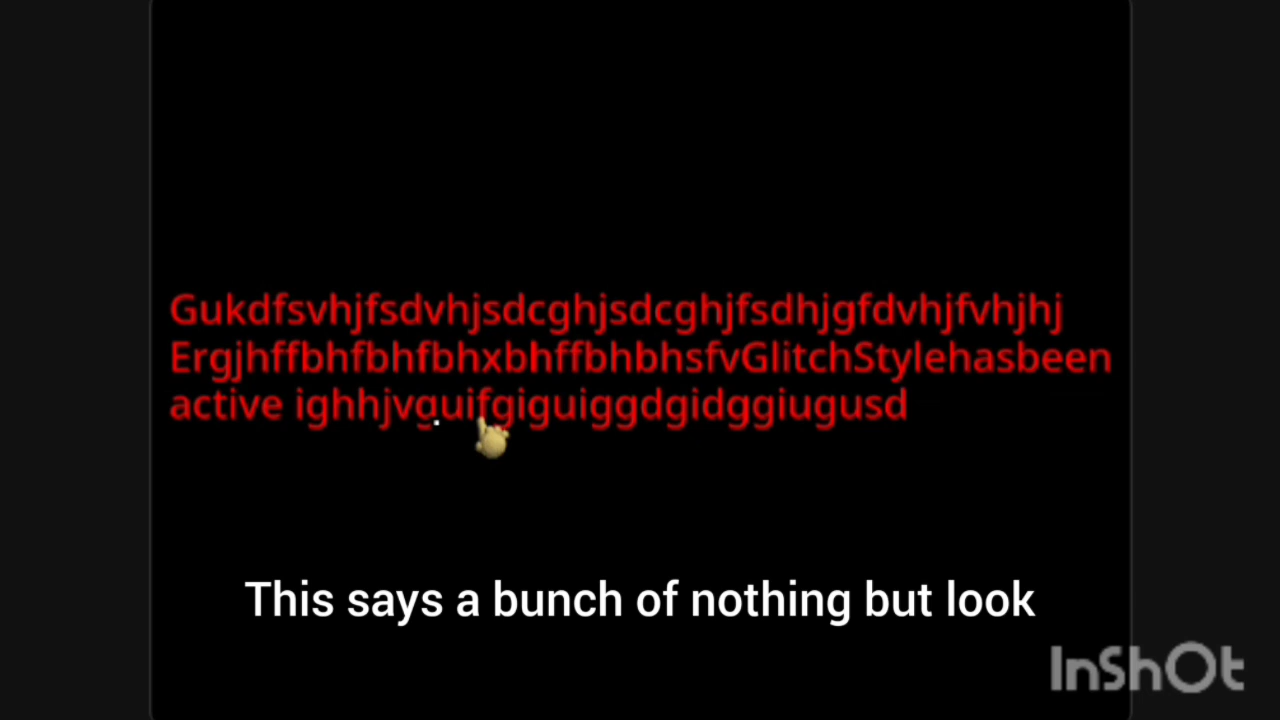 Gukdfsvhjfsdvhjsdcghjsdcghjfsdhjgfdvhjfvhjhj
ErgjhffbhfbhfbhxbhffbhbhsfvGlitchStylehasbeen
active ighhjvguifgiguiggdgidggiugusd
This says a bunch of nothing but look
InShOt